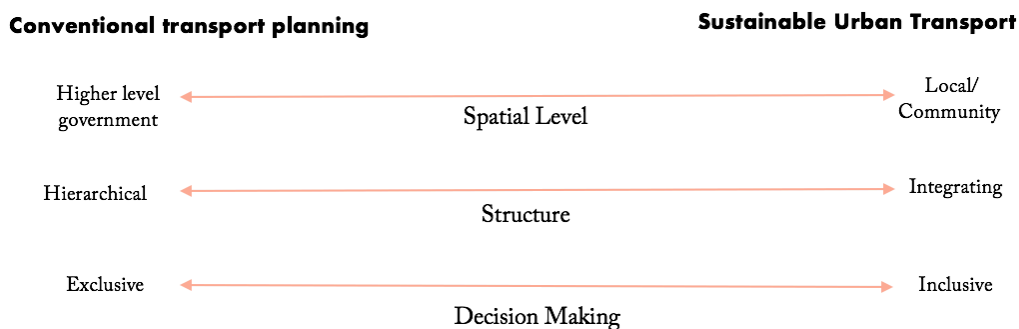 Conventional transport planning
Sustainable Urban Transport
Higher level
government
Spatial Level
Local/
Community
Hierarchical
Structure
Integrating
Exclusive
Decision Making
Inclusive